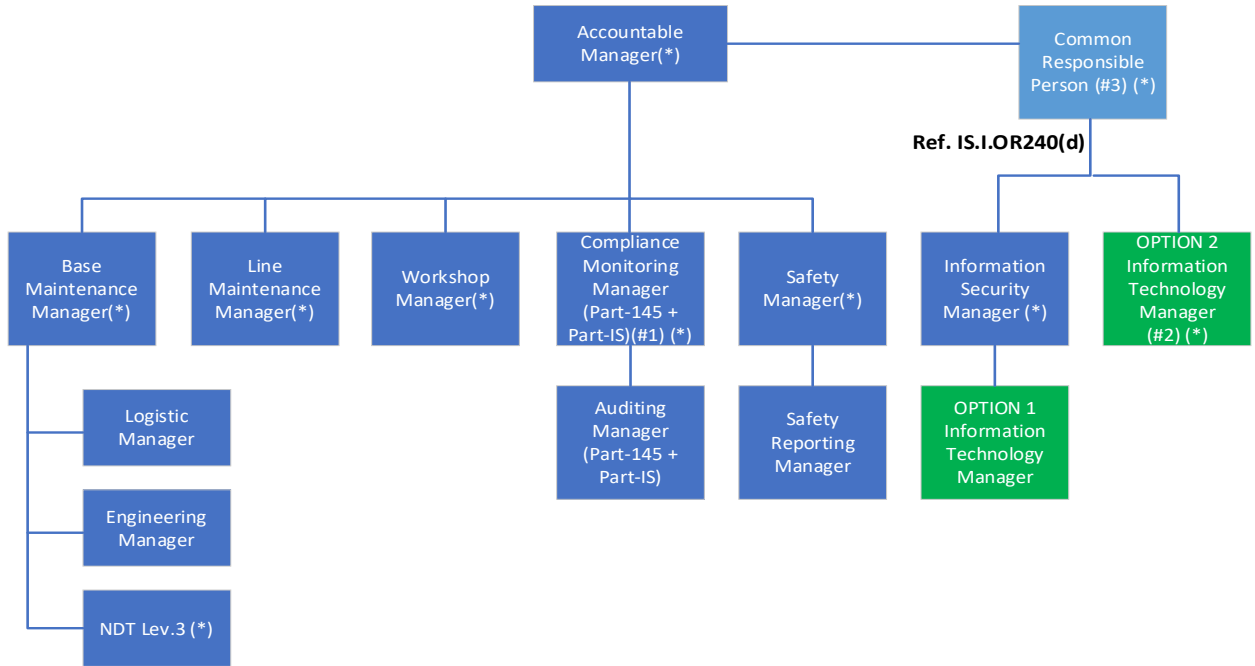 Accountable
Manager(*)
Common
Responsible
Person (#3) (*)
Ref. IS.I.OR240(d)
Base
Maintenance
Manager(*)
Line
Maintenance
Manager(*)
Workshop
Manager(*)
Compliance
Monitoring
Manager
(Part-145 +
Part-IS)(#1) (*)
Safety
Manager(*)
Information
Security
Manager (*)
OPTION 2
Information
Technology
Manager
(#2) (*)
Logistic
Manager
Auditing
Manager
(Part-145 +
Part-IS)
Safety
Reporting
Manager
OPTION 1
Information
Technology
Manager
Engineering
Manager
NDT Lev.3 (*)